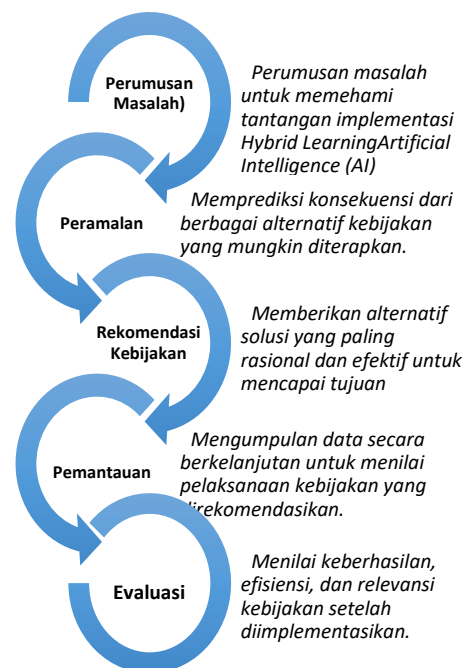 Perumusan
Masalah)
Perumusan masalah
untuk memehami
tantangan implementasi
Hybrid LearningArtificial
Intelligence (AI)
Peramalan
Memprediksi konsekuensi dari
berbagai alternatif kebijakan
yang mungkin diterapkan.
Rekomendasi
Kebijakan
Memberikan alternatif
solusi yang paling
rasional dan efektif untuk
mencapai tujuan
Pemantauan
Mengumpulan data secara
berkelanjutan untuk menilai
pelaksanaan kebijakan yang
direkomendasikan.
Evaluasi
Menilai keberhasilan,
efisiensi, dan relevansi
kebijakan setelah
diimplementasikan.